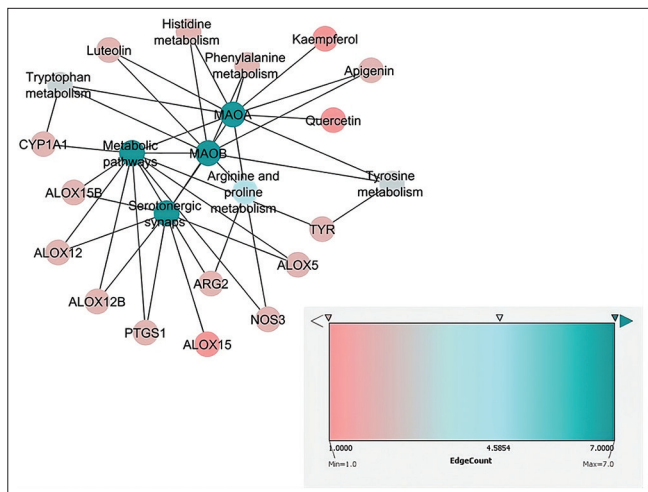 Histidine
metabolism
Kaempferol
Luteolin
Phenylalanine
metabolism
Apigenin
Tryptophan
metabolism
MAOA
Quercetin
CYP1A1
Metabolic
pathways
MAOB
Arginine and
proline
metabolism
Tyrosine
metabolism
ALOX15B
Serotonergic
synaps
TYR
ALOX12
ALOX5
ARG2
ALOX12B
NOS3
PTGS1
ALOX15
1.0000
4.5854
7.0000
Min=1.0
EdgeCount
Max=7.0